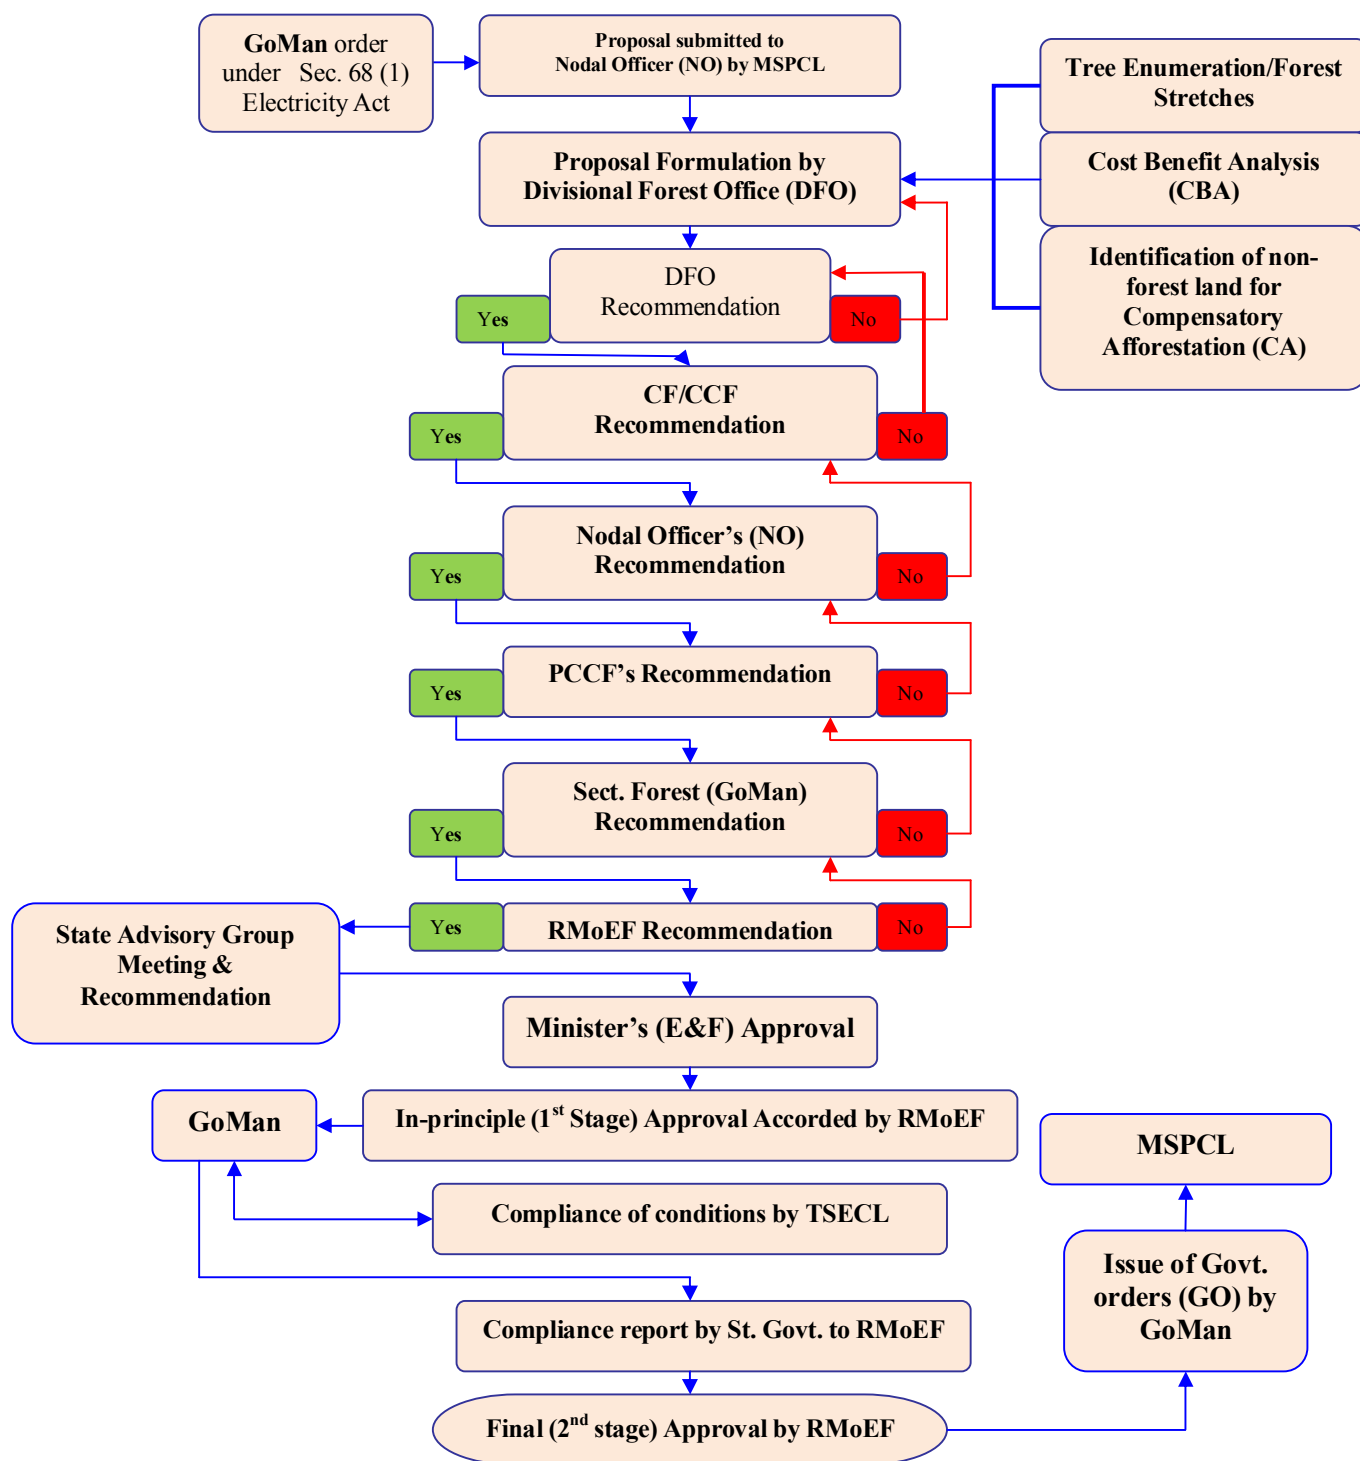 GoMan order
under Sec. 68 (1)
Electricity Act
Proposal submitted to
Nodal Officer (NO) by MSPCL
Tree Enumeration/Forest
Stretches
Proposal Formulation by
Divisional Forest Office (DFO)
Cost Benefit Analysis
(CBA)
Identification of non-
forest land for
Compensatory
Afforestation (CA)
DFO
Recommendation
Yes
No
CF/CCF
Recommendation
Yes
No
Nodal Officer’s (NO)
Recommendation
Yes
No
PCCF’s Recommendation
Yes
No
Sect. Forest (GoMan)
Recommendation
Yes
No
RMoEF Recommendation
Yes
No
State Advisory Group
Meeting &
Recommendation
Minister’s (E&F) Approval
In-principle (1st Stage) Approval Accorded by RMoEF
GoMan
Compliance of conditions by TSECL
Compliance report by St. Govt. to RMoEF
Final (2nd stage) Approval by RMoEF
Issue of Govt.
orders (GO) by
GoMan
MSPCL